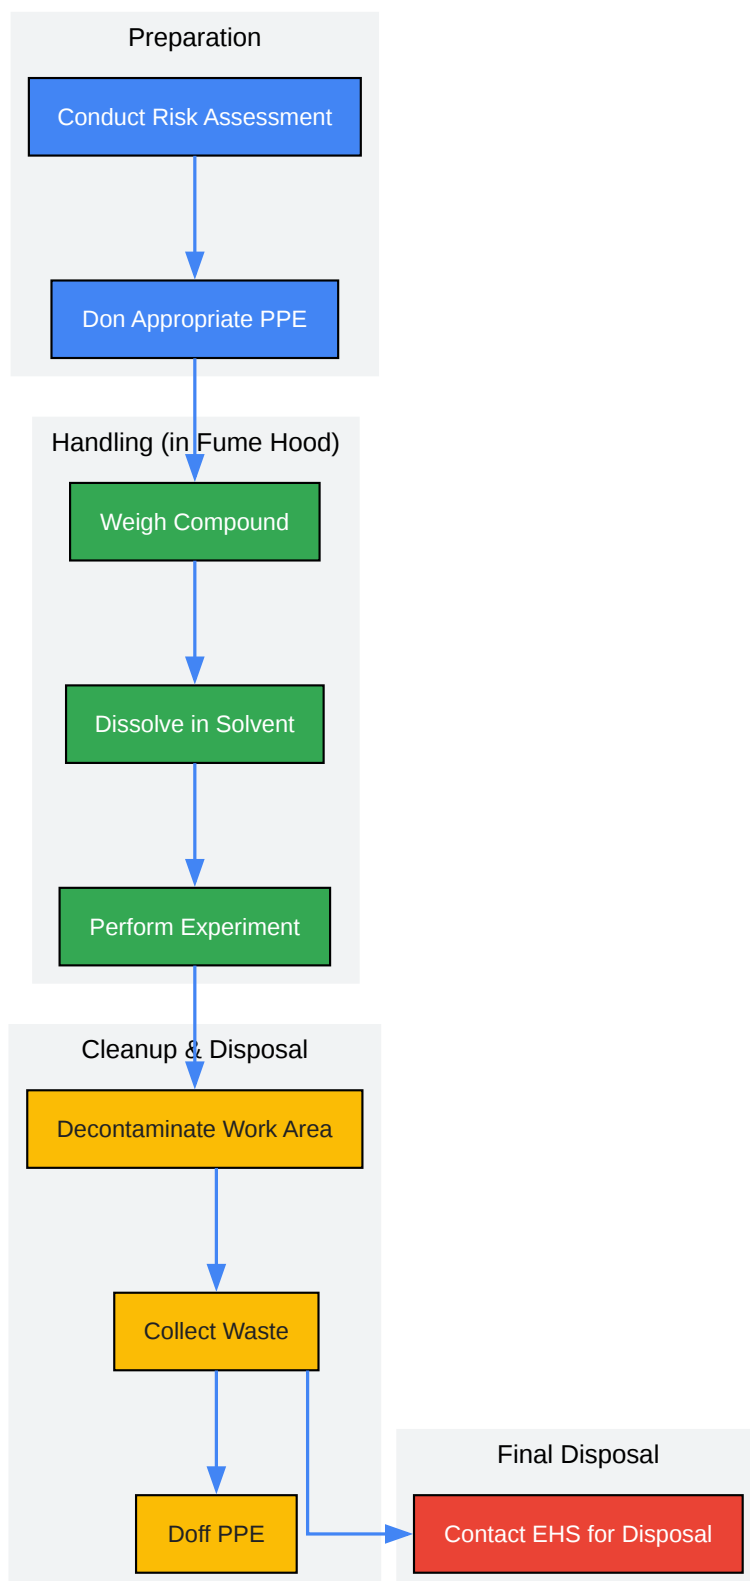 Preparation
Conduct Risk Assessment
Don Appropriate PPE
Handling (in Fume Hood)
Weigh Compound
Dissolve in Solvent
Perform Experiment
Cleanup & Disposal
Decontaminate Work Area
Collect Waste
Doff PPE
Final Disposal
Contact EHS for Disposal